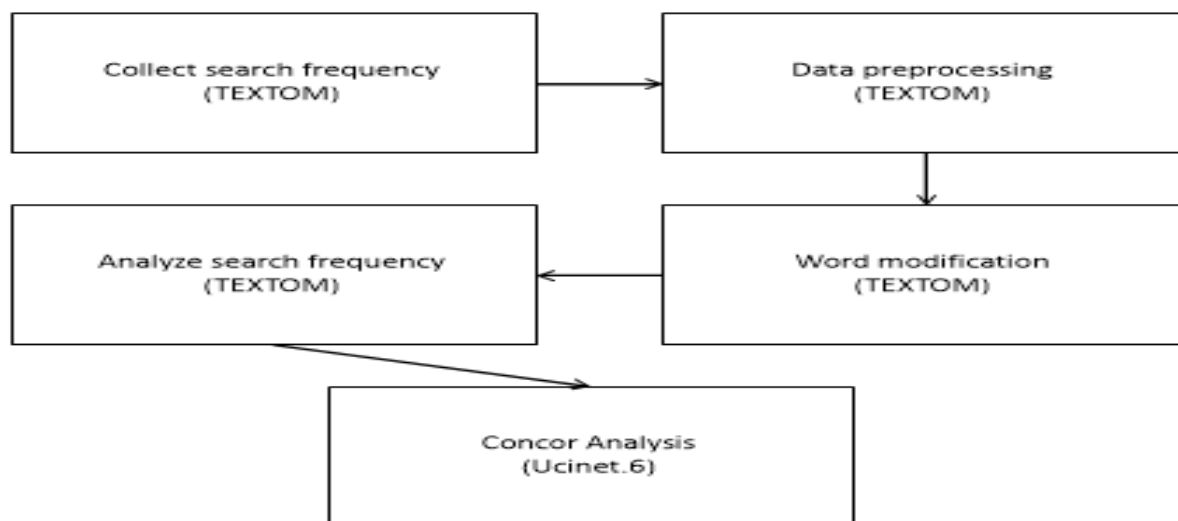 Collect search frequency
(TEXTOM)
Data preprocessing
(TEXTOM)
Word modification
(TEXTOM)
Analyze search frequency
(TEXTOM)
Concor Analysis
(Ucinet.6)